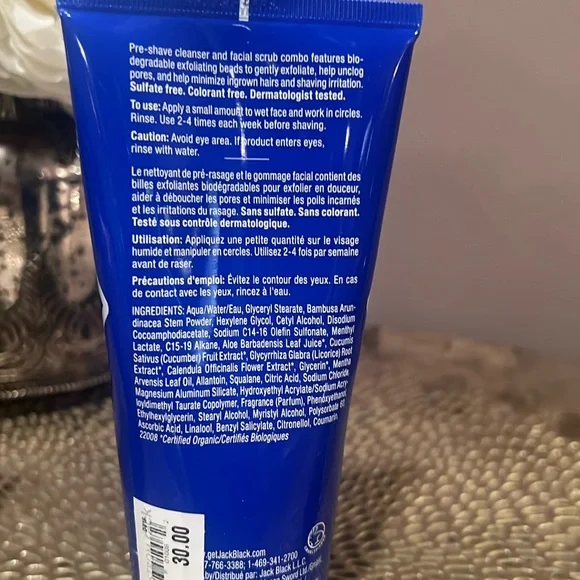 Pre-shave cleanser and facial scrub combo features bio-
degradable exfoliating beads to gently exfoliate, help unclog
pores, and help minimize ingrown hairs and shaving irritation.
Sulfate free. Colorant free. Dermatologist tested.
To use: Apply a small amount to wet face and work in circles.
Rinse. Use 2-4 times each week before shaving.
Caution: Avoid eye area. If product enters eyes,
rinse with water.
Le nettoyant de pré-rasage et le gommage facial contient des
billes exfoliantes biodégradables pour exfolier en douceur,
aider à déboucher les pores et minimiser les poils incarnés
et les irritations du rasage. Sans sulfate. Sans colorant.
Testé sous contrôle dermatologique.
Utilisation: Appliquez une petite quantité sur le visage
humide et manipuler en cercles. Utilisez 2-4 fois par semaine
avant de raser.
Précautions d'emploi: Évitez le contour des yeux. En cas
de contact avec les yeux, rincez à l'eau.
INGREDIENTS: Aqua/Water/Eau, Glyceryl Stearate, Bambusa Arun-
dinacea Stem Powder, Hexylene Glycol, Cetyl Alcohol, Disodium
Cocoamphodiacetate, Sodium C14-16 Olefin Sulfonate, Menthyl
Lactate, C15-19 Alkane, Aloe Barbadensis Leaf Juice*, Cucumis
Sativus (Cucumber) Fruit Extract*, Glycyrrhiza Glabra (Licorice) Root
Extract*, Calendula Officinalis Flower Extract*, Glycerin*, Mentha
Arvensis Leaf Oil, Allantoin, Squalane, Citric Acid, Sodium Chloride,
Magnesium Aluminum Silicate, Hydroxyethyl Acrylate/Sodium Acry-
loyldimethyl Taurate Copolymer, Fragrance (Parfum), Phenoxyethanol,
Ethylhexylglycerin, Stearyl Alcohol, Myristyl Alcohol, Polysorbate 60,
Ascorbic Acid, Linalool, Benzyl Salicylate, Citronellol, Coumarin.
22008 *Certified Organic/Certifiés Biologiques
30.00
.getJackBlack.com
7-766-3388; 1-469-341-2700
by/Distribué par: Jack Black L.L.C.
Sword Ltd